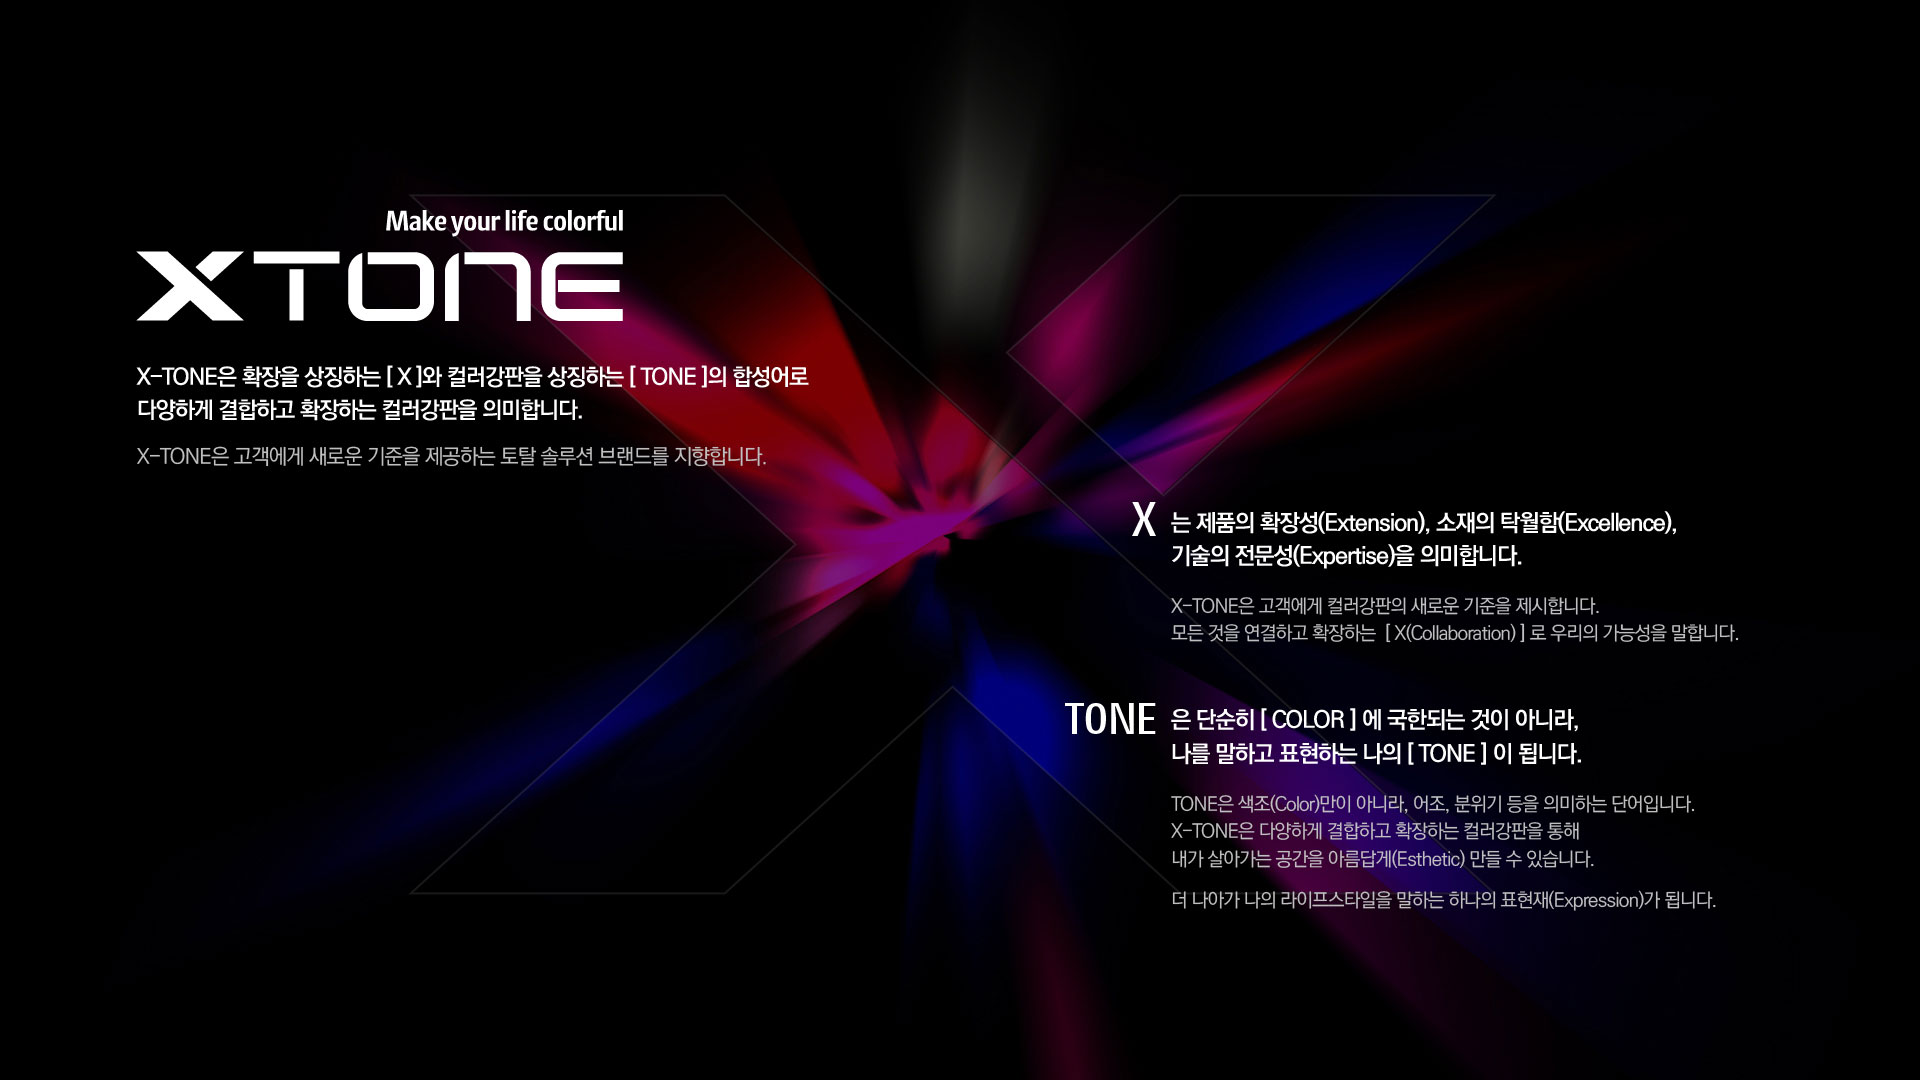 Make your life colorful
XTONE
X-TONE은 확장을 상징하는 [ X ]와 컬러강판을 상징하는 [ TONE ]의 합성어로
다양하게 결합하고 확장하는 컬러강판을 의미합니다.
X-TONE은 고객에게 새로운 기준을 제공하는 토탈 솔루션 브랜드를 지향합니다.
X 는 제품의 확장성(Extension), 소재의 탁월함(Excellence),
기술의 전문성(Expertise)을 의미합니다.
X-TONE은 고객에게 컬러강판의 새로운 기준을 제시합니다.
모든 것을 연결하고 확장하는 [ X(Collaboration) ] 로 우리의 가능성을 말합니다.
TONE 은 단순히 [ COLOR ] 에 국한되는 것이 아니라,
나를 말하고 표현하는 나의 [ TONE ] 이 됩니다.
TONE은 색조(Color)만이 아니라, 어조, 분위기 등을 의미하는 단어입니다.
X-TONE은 다양하게 결합하고 확장하는 컬러강판을 통해
내가 살아가는 공간을 아름답게(Esthetic) 만들 수 있습니다.
더 나아가 나의 라이프스타일을 말하는 하나의 표현재(Expression)가 됩니다.